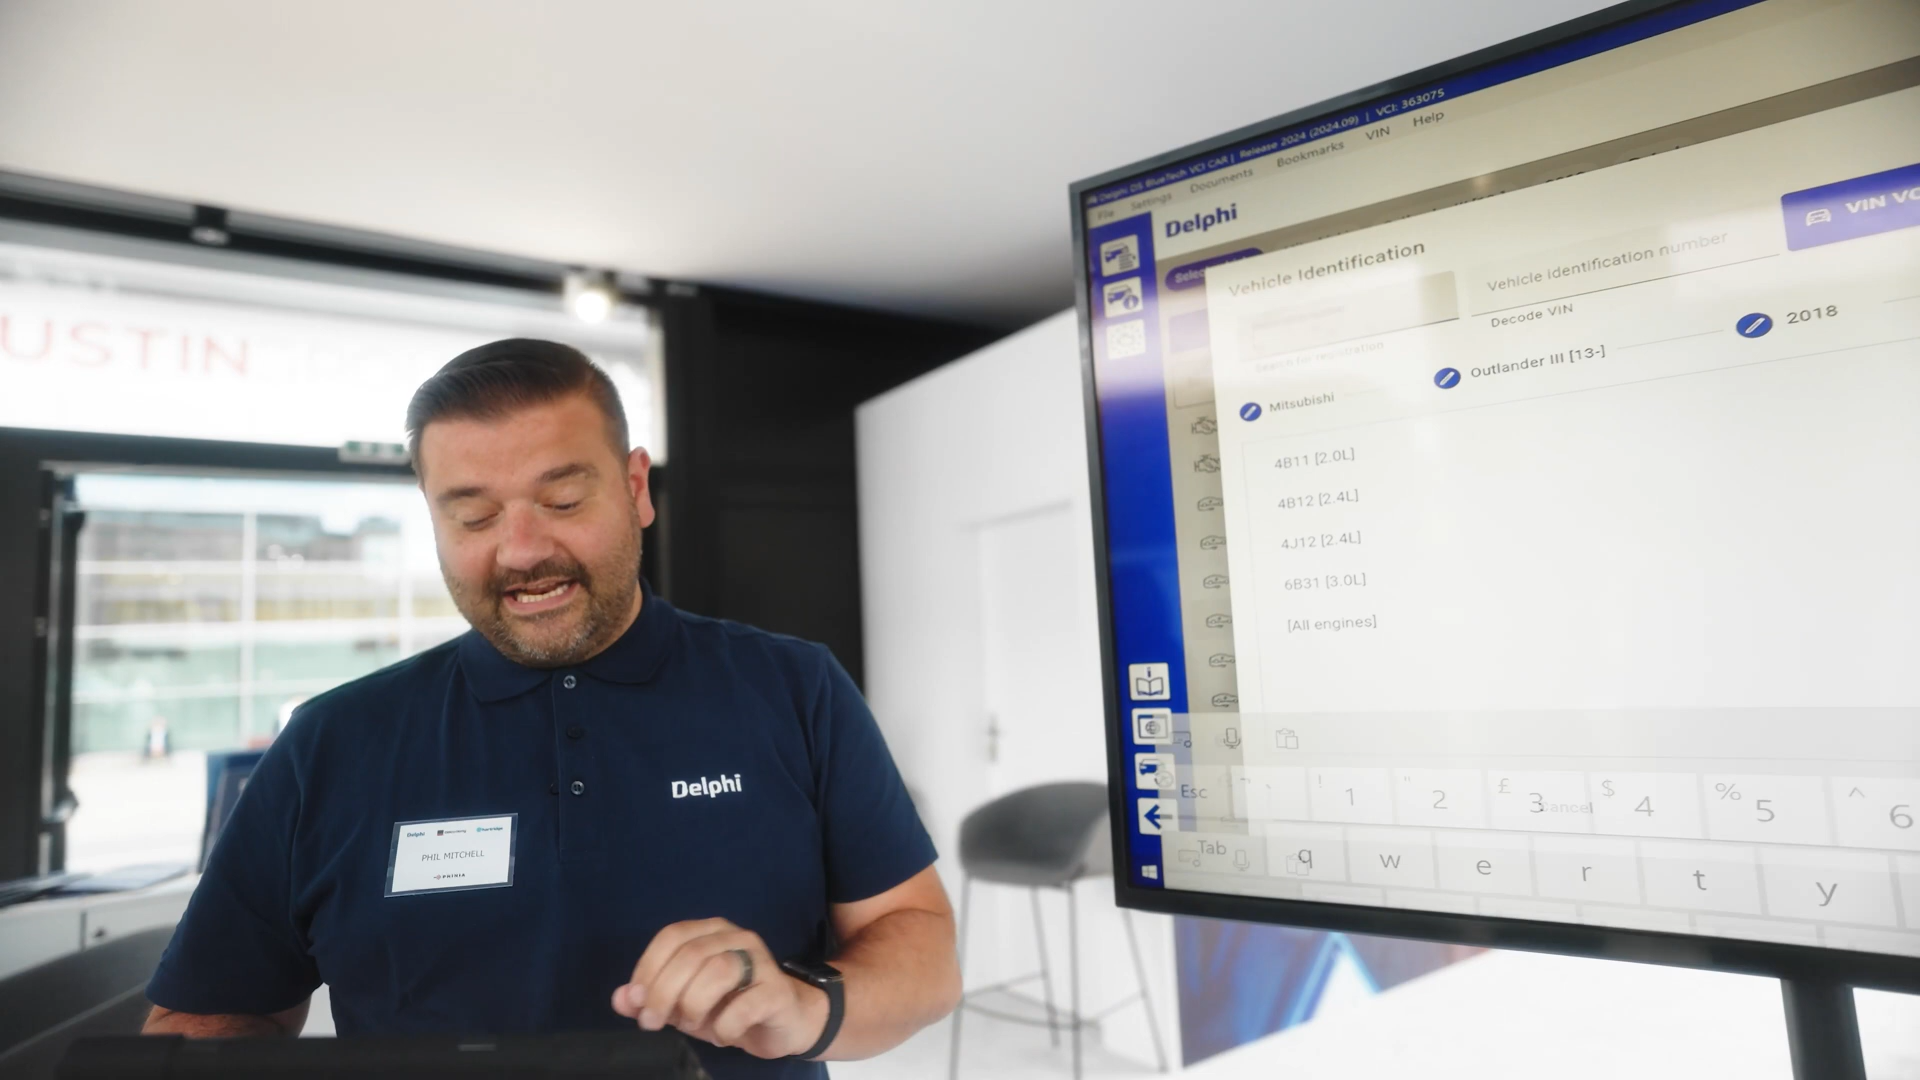 USTIN
Delphi DS BlueTech VCI CAR | Release 2024 (2024.09) | VCI: 363075
File Settings Documents Bookmarks VIN Help
Delphi
Vehicle Identification
Vehicle identification number
VIN VC
Decode VIN
Mitsubishi
Outlander III [13-]
2018
4B11 [2.0L]
4B12 [2.4L]
4J12 [2.4L]
6B31 [3.0L]
[All engines]
Cancel
Esc ! 1 " 2 £ 3 $ 4 % 5 ^ 6
Tab q w e r t y
Delphi
Delphi
PHIL MITCHELL
PHINIA